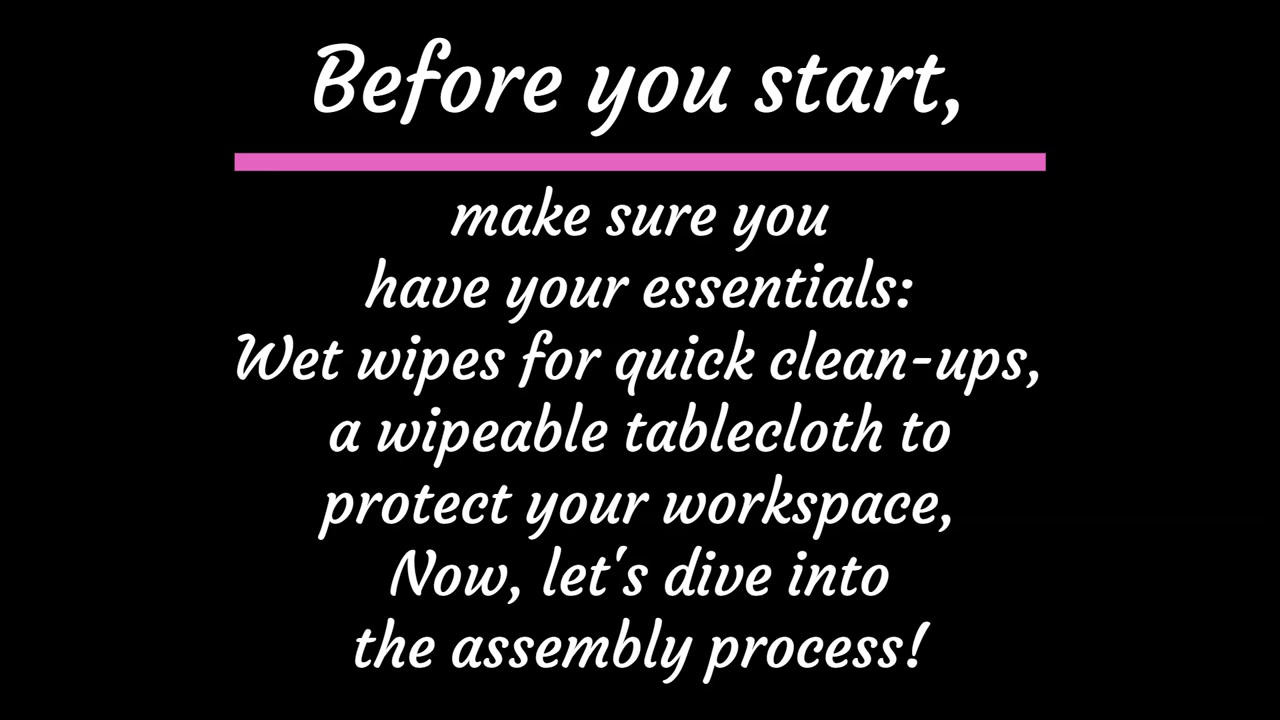 Before you start,
make sure you
have your essentials:
Wet wipes for quick clean-ups,
a wipeable tablecloth to
protect your workspace,
Now, let's dive into
the assembly process!